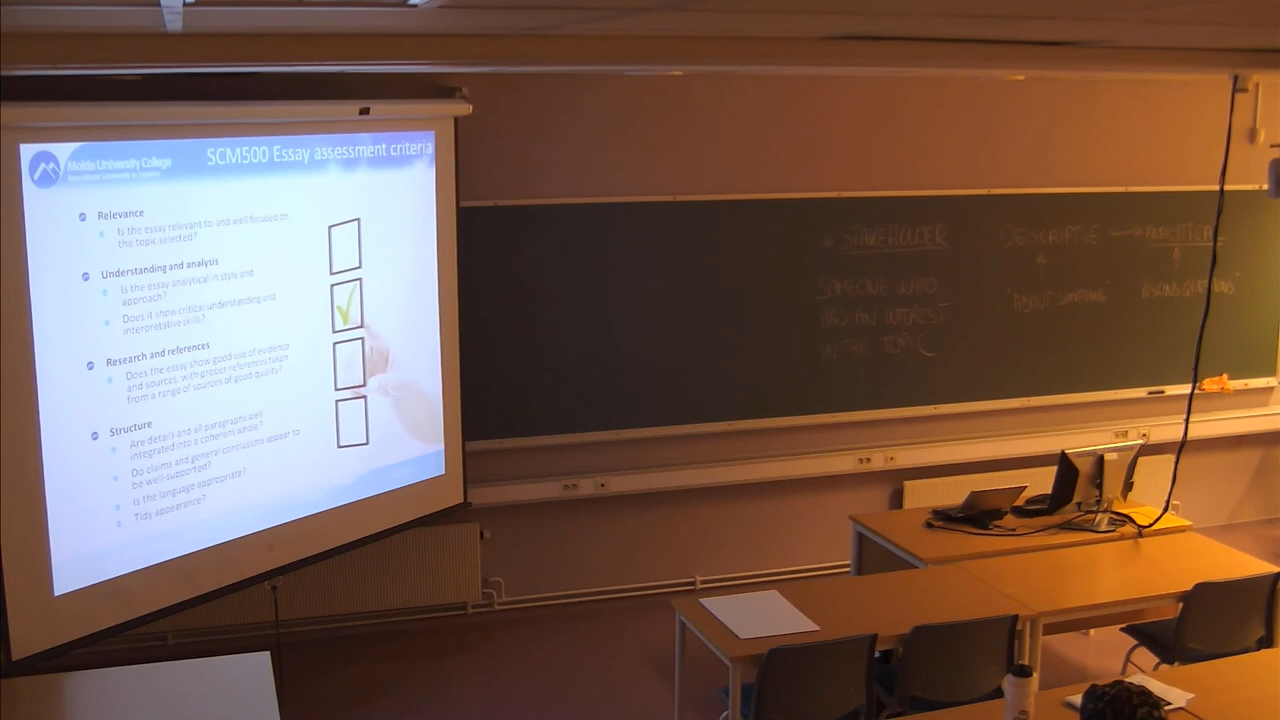 Molde University College
Specialized University in Logistics
SCM500 Essay assessment criteria
Relevance
Is the essay relevant to, and well focused on
the topic selected?
Understanding and analysis
Is the essay analytical in style and
approach?
Does it show critical understanding and
interpretative skills?
Research and references
Does the essay show good use of evidence
and sources, with proper references taken
from a range of sources of good quality?
Structure
Are details and all paragraphs well
integrated into a coherent whole?
Do claims and general conclusions appear to
be well-supported?
Is the language appropriate?
Tidy appearance?
STAKEHOLDER
SOMEONE WHO
HAS AN INTEREST
IN THE TOPIC
DESCRIPTIVE → ANALYTICAL
"ABOUT SOMETHING"
ASKING QUESTIONS"